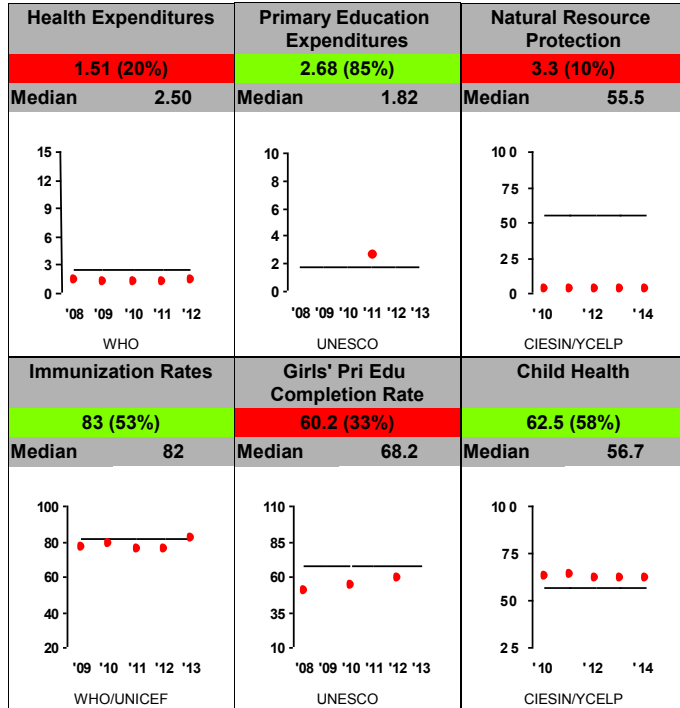 Health Expenditures
1.51 (20%)
Median 2.50
15
12
9
6
3
0
'08 '09 '10 '11 '12
WHO
Primary Education
Expenditures
2.68 (85%)
Median 1.82
10
8
6
4
2
0
'08 '09 '10 '11 '12 '13
UNESCO
Natural Resource
Protection
3.3 (10%)
Median 55.5
100
75
50
25
0
'10 '12 '14
CIESIN/YCELP
Immunization Rates
83 (53%)
Median 82
100
80
60
40
20
'09 '10 '11 '12 '13
WHO/UNICEF
Girls' Pri Edu
Completion Rate
60.2 (33%)
Median 68.2
110
85
60
35
10
'08 '09 '10 '11 '12 '13
UNESCO
Child Health
62.5 (58%)
Median 56.7
100
75
50
25
'10 '12 '14
CIESIN/YCELP